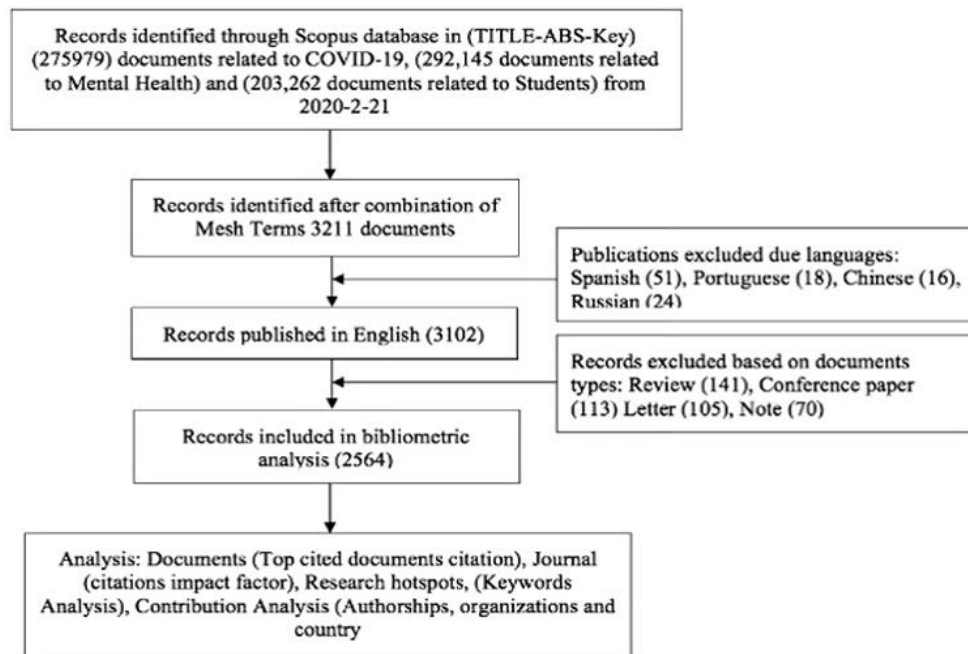 Records identified through Scopus database in (TITLE-ABS-Key)
(275979) documents related to COVID-19, (292,145 documents related
to Mental Health) and (203,262 documents related to Students) from
2020-2-21
Records identified after combination of
Mesh Terms 3211 documents
Publications excluded due languages:
Spanish (51), Portuguese (18), Chinese (16),
Russian (24)
Records published in English (3102)
Records excluded based on documents
types: Review (141), Conference paper
(113) Letter (105), Note (70)
Records included in bibliometric
analysis (2564)
Analysis: Documents (Top cited documents citation), Journal
(citations impact factor), Research hotspots, (Keywords
Analysis), Contribution Analysis (Authorships, organizations and
country